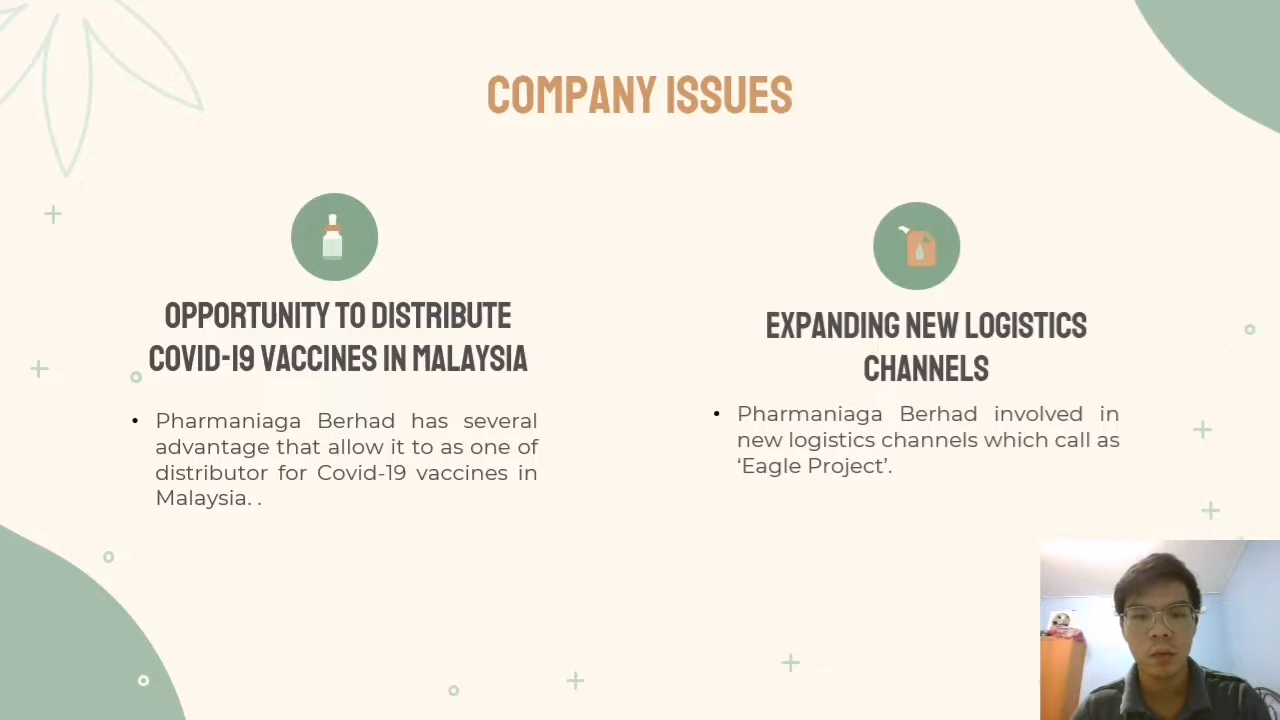 COMPANY ISSUES
OPPORTUNITY TO DISTRIBUTE
COVID-19 VACCINES IN MALAYSIA
• Pharmaniaga Berhad has several
advantage that allow it to as one of
distributor for Covid-19 vaccines in
Malaysia. .
EXPANDING NEW LOGISTICS
CHANNELS
• Pharmaniaga Berhad involved in
new logistics channels which call as
‘Eagle Project’.